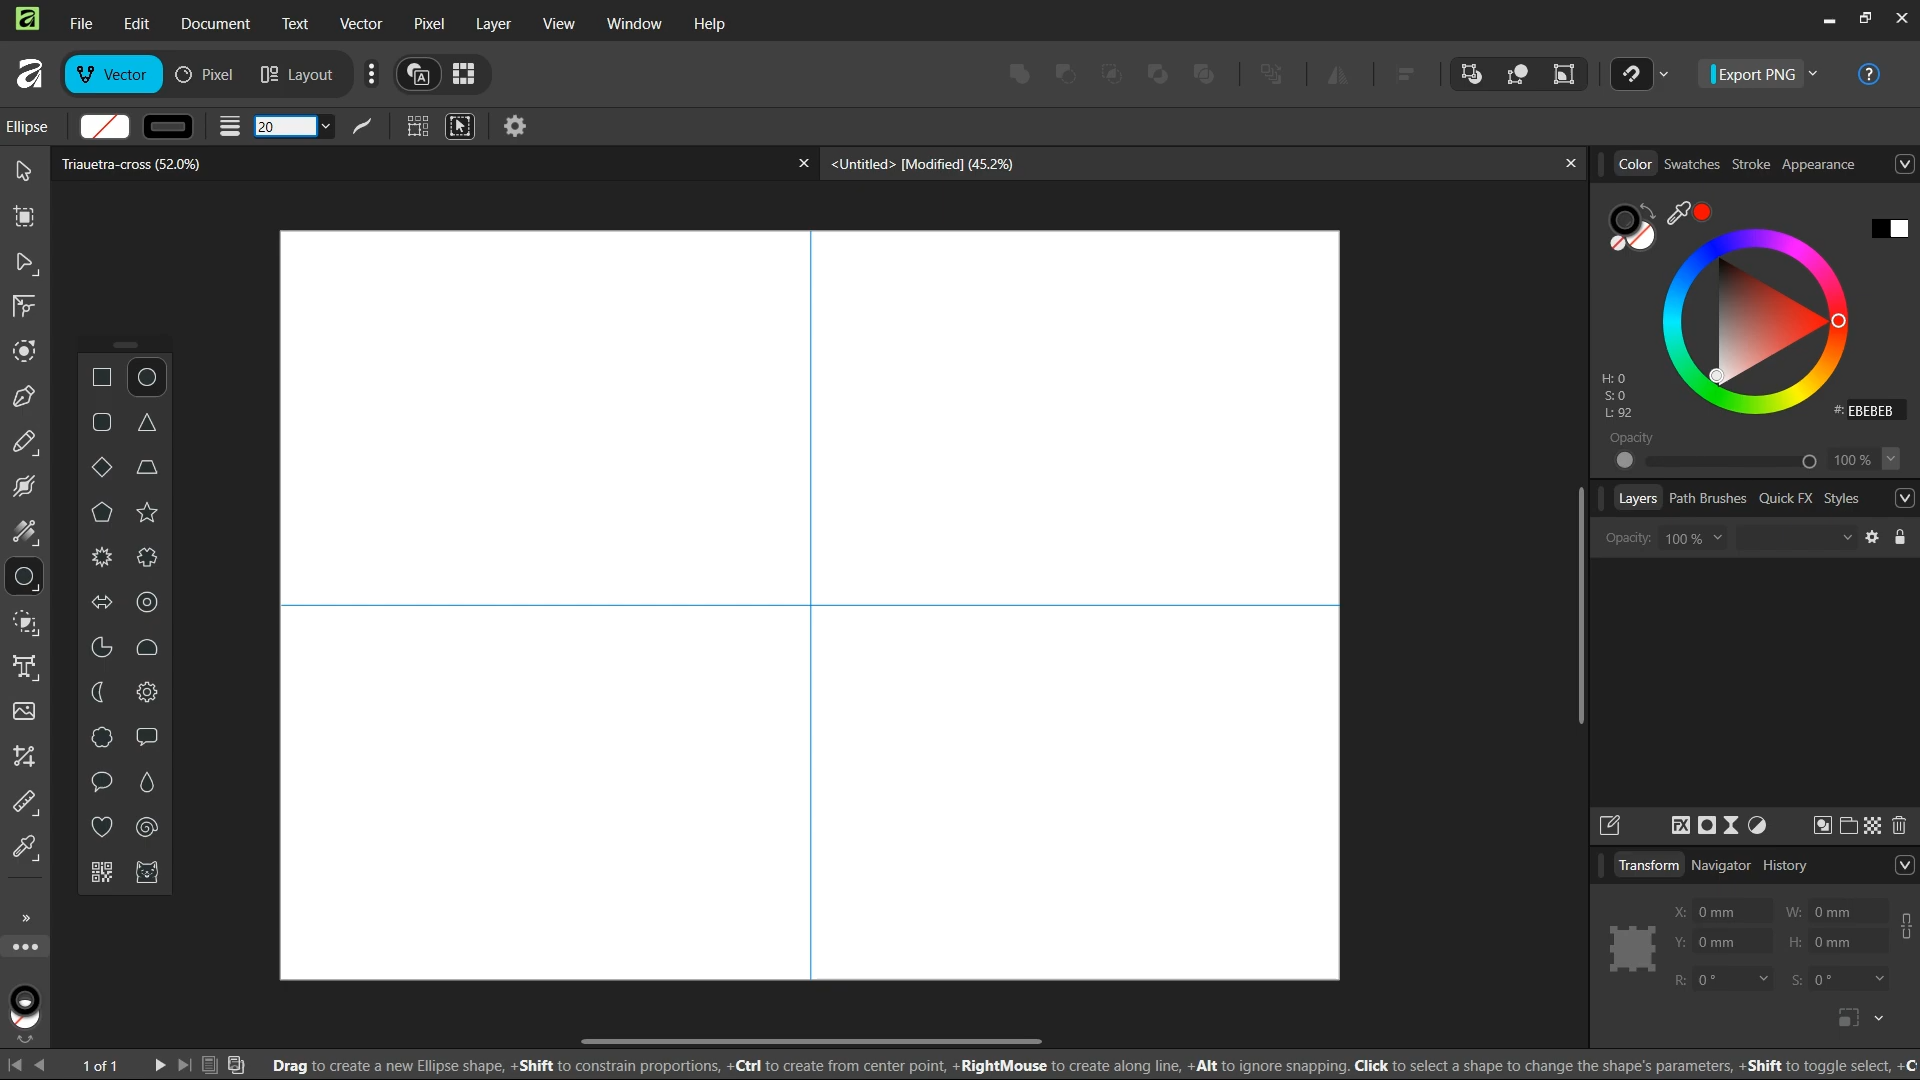 File Edit Document Text Vector Pixel Layer View Window Help
Vector Pixel Layout Export PNG
Ellipse 20
Triauetra-cross (52.0%) <Untitled> [Modified] (45.2%)
Color Swatches Stroke Appearance
H: 0
S: 0
L: 92
#: EBEBEB
Opacity
100 %
Layers Path Brushes Quick FX Styles
Opacity: 100 %
Transform Navigator History
X: 0 mm W: 0 mm
Y: 0 mm H: 0 mm
R: 0 ° S: 0 °
1 of 1 Drag to create a new Ellipse shape, +Shift to constrain proportions, +Ctrl to create from center point, +RightMouse to create along line, +Alt to ignore snapping. Click to select a shape to change the shape's parameters, +Shift to toggle select, +C